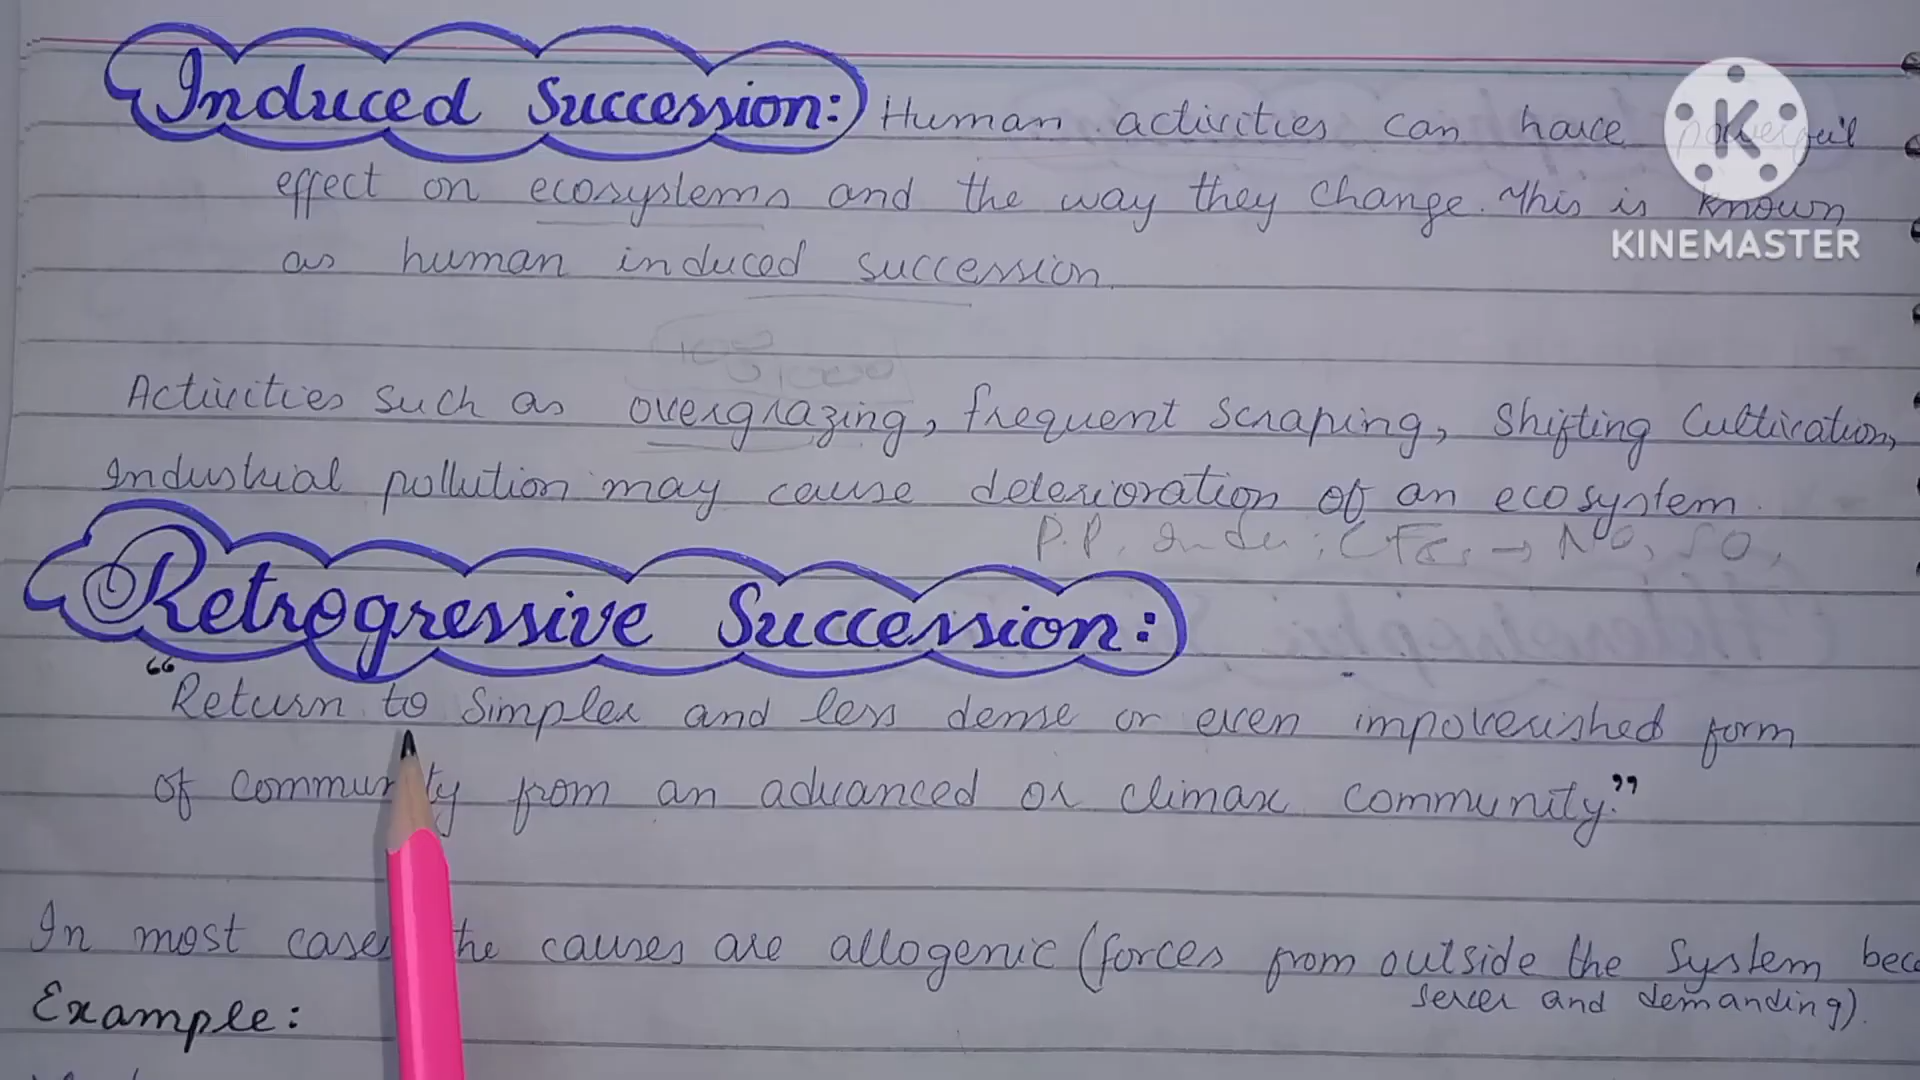 Induced Succession: Human activities can have powerful
effect on ecosystems and the way they change. This is known
KINEMASTER
as human induced succession.
Activities such as overgrazing, frequent scraping, Shifting Cultivation,
Industrial pollution may cause deterioration of an ecosystem.
P.P,
Retrogressive Succession:
"Return to Simpler and less dense or even impoverished form
of community from an advanced or climax community."
In most cases the causes are allogenic (forces from outside the System
sever and demanding).
Example: